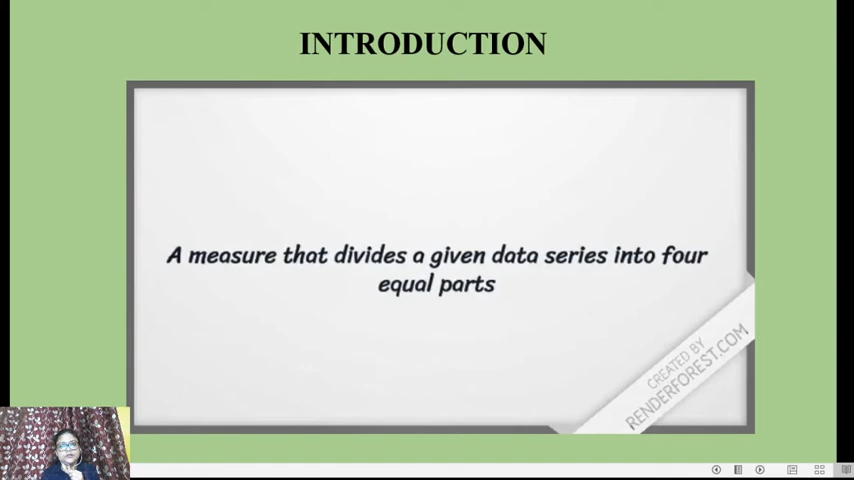 INTRODUCTION
A measure that divides a given data series into four
equal parts
CREATED BY
RENDERFOREST.COM